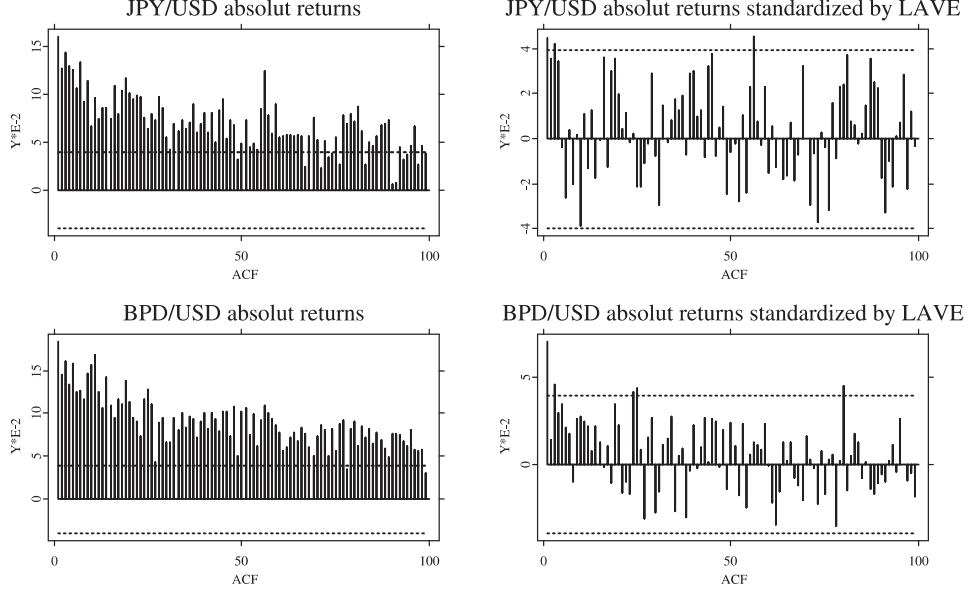 JPY/USD absolut returns
15
10
5
0
Y*E-2
0 50 100
ACF
JPY/USD absolut returns standardized by LAVE
4
2
0
-2
-4
Y*E-2
0 50 100
ACF
BPD/USD absolut returns
15
10
5
0
Y*E-2
0 50 100
ACF
BPD/USD absolut returns standardized by LAVE
5
0
Y*E-2
0 50 100
ACF